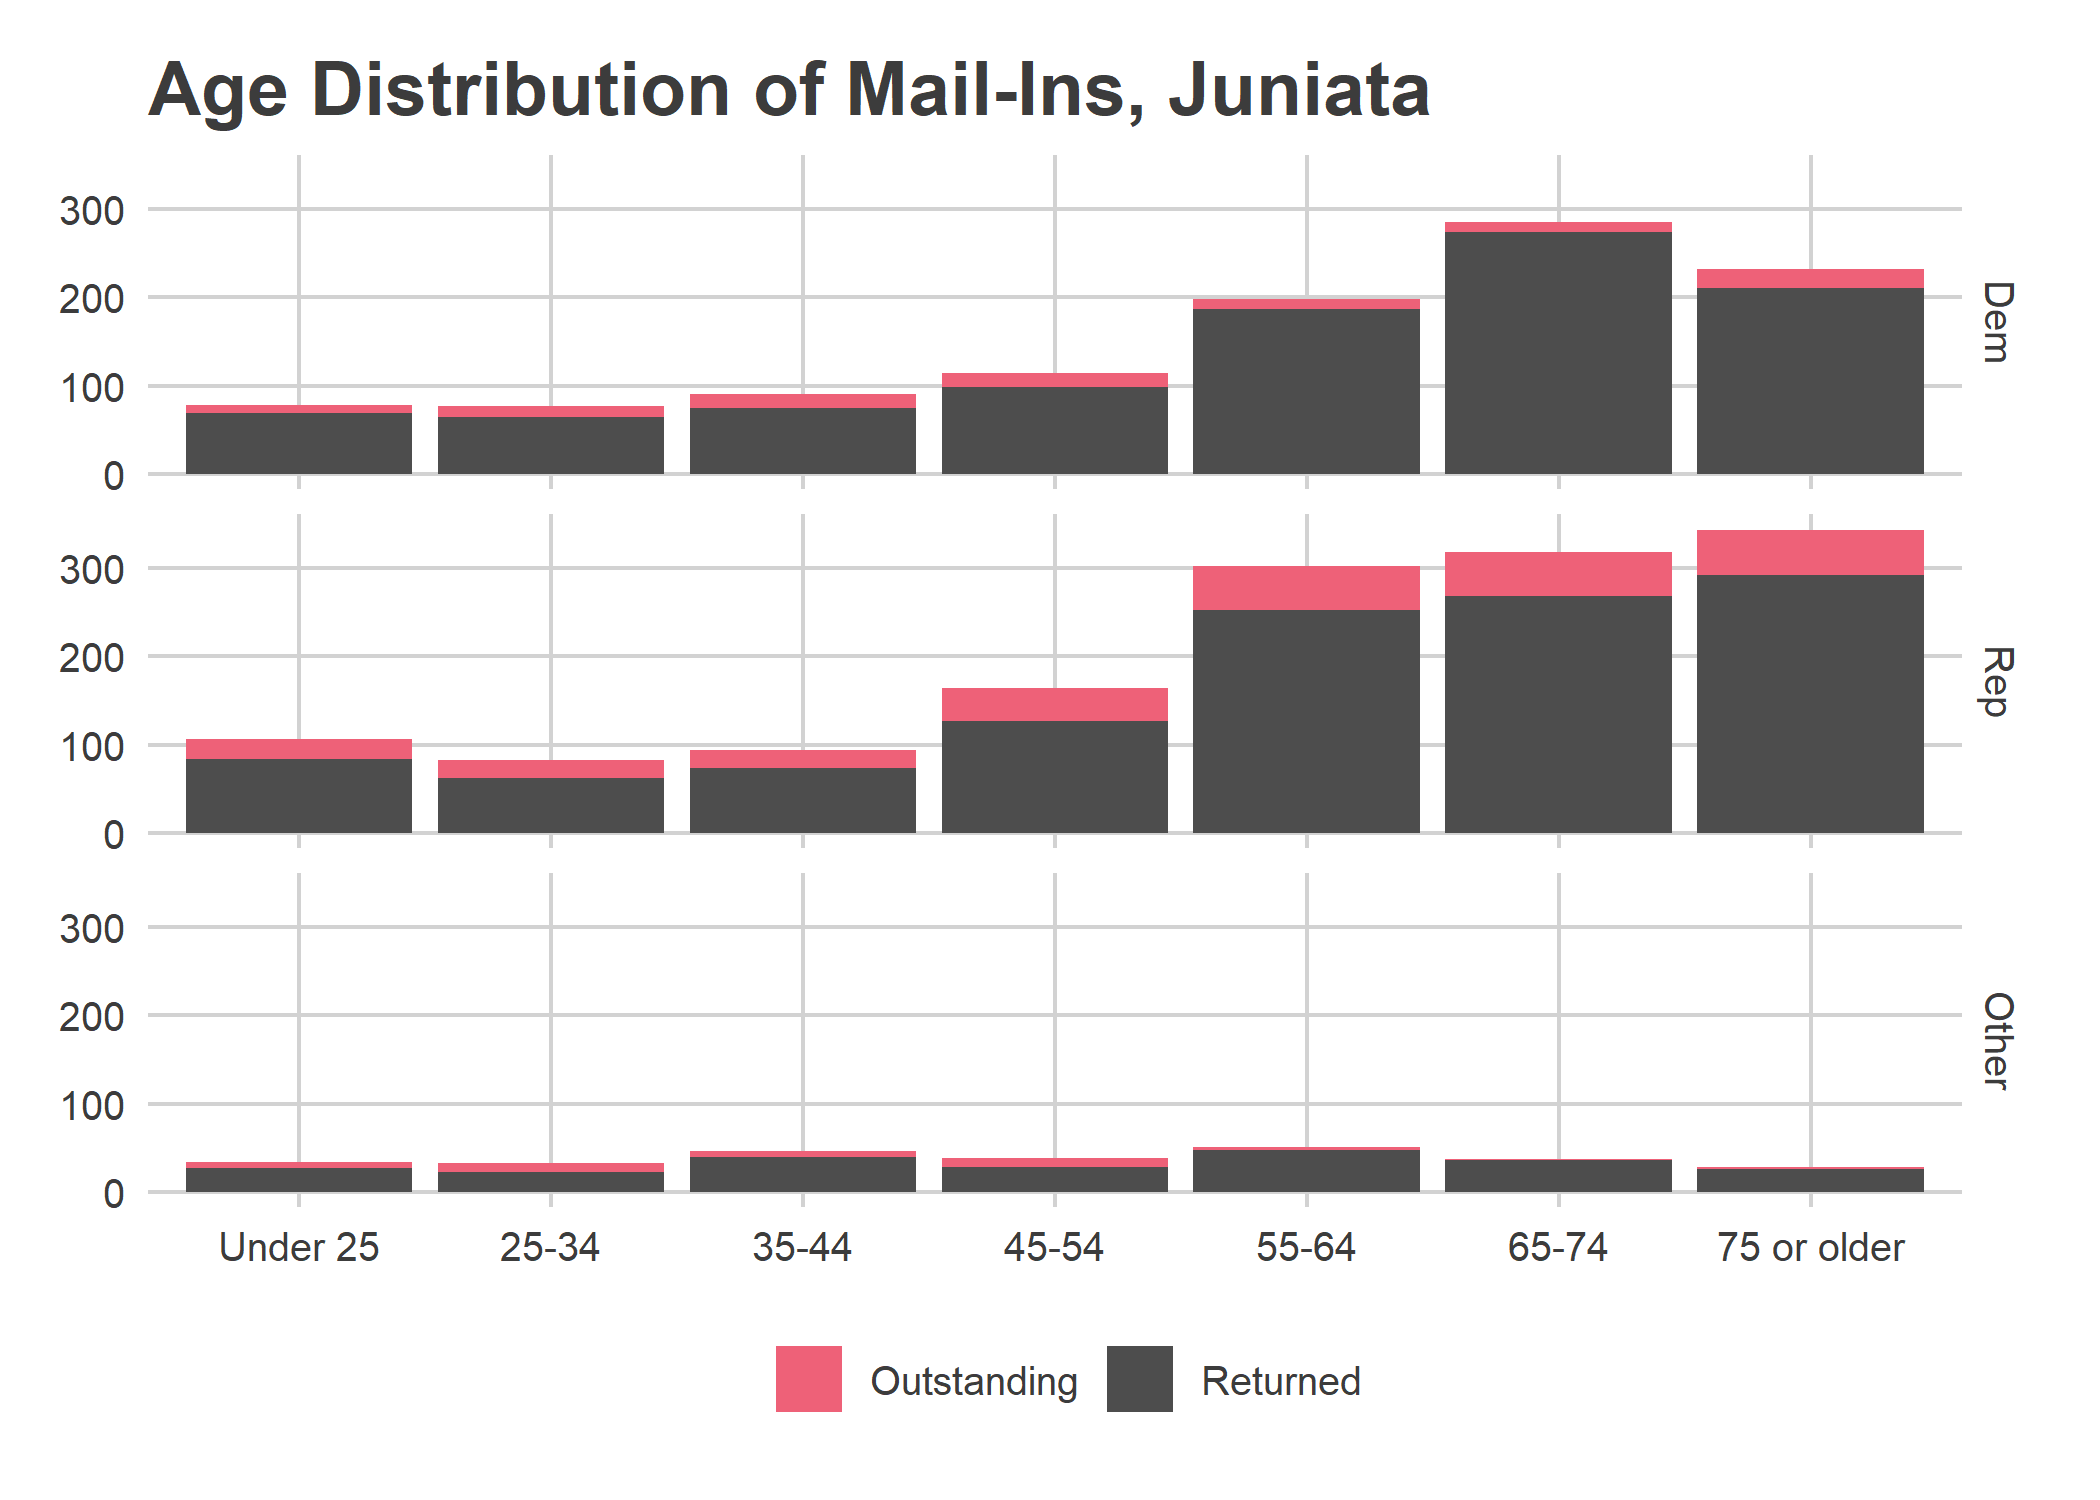 Age Distribution of Mail-Ins, Juniata
300
200
100
0
Dem
300
200
100
0
Rep
300
200
100
0
Other
Under 25 25-34 35-44 45-54 55-64 65-74 75 or older
Outstanding Returned